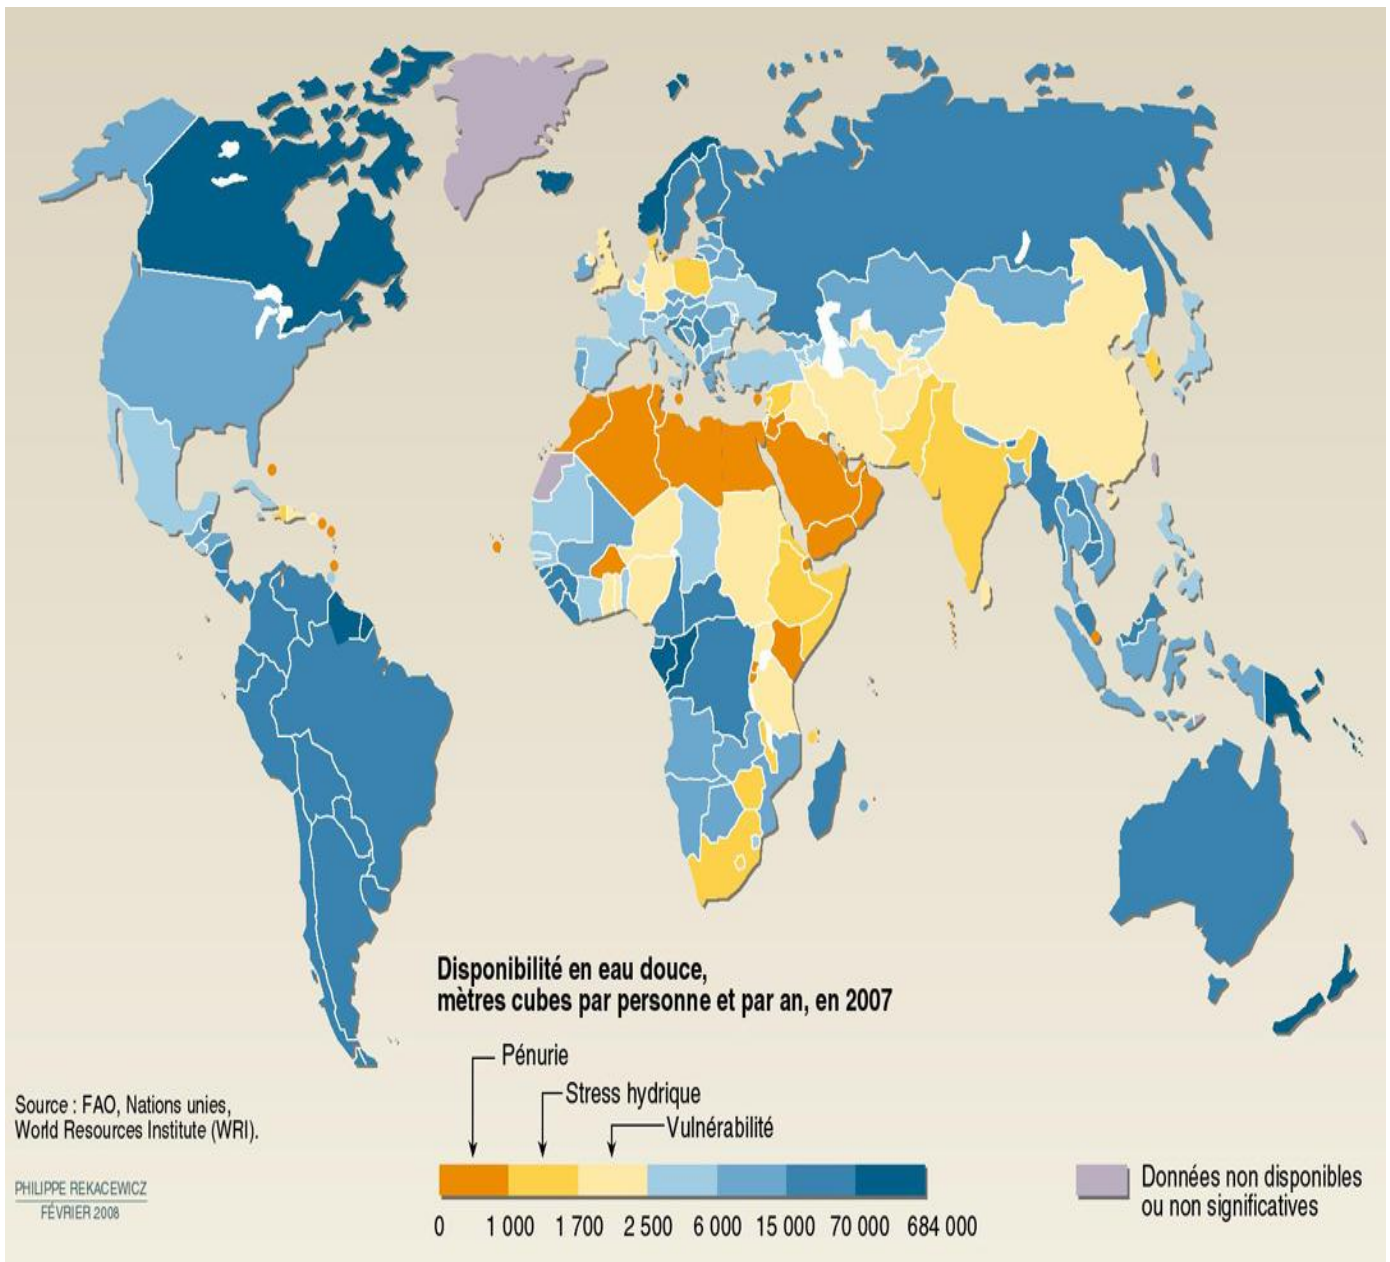 Disponibilité en eau douce,
mètres cubes par personne et par an, en 2007
Pénurie
Stress hydrique
Vulnérabilité
Source : FAO, Nations unies,
World Resources Institute (WRI).
PHILIPPE REKACEWICZ
FÉVRIER 2008
0 1 000 1 700 2 500 6 000 15 000 70 000 684 000
Données non disponibles
ou non significatives